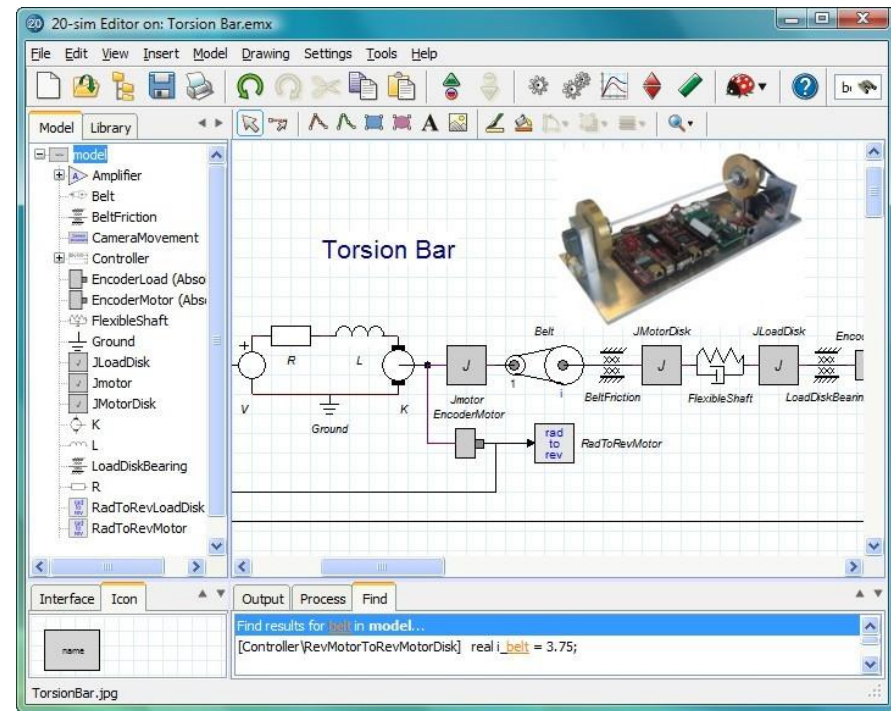 20-sim Editor on: Torsion Bar.emx
File Edit View Insert Model Drawing Settings Tools Help
Model Library
model
Amplifier
Belt
BeltFriction
CameraMovement
Controller
EncoderLoad (Abso
EncoderMotor (Abs
FlexibleShaft
Ground
JLoadDisk
Jmotor
JMotorDisk
K
L
LoadDiskBearing
R
RadToRevLoadDisk
RadToRevMotor
Torsion Bar
Belt JMotorDisk JLoadDisk Enco
R L J J J
V Ground K Jmotor 1 i BeltFriction FlexibleShaft LoadDiskBearin
EncoderMotor
rad
to
rev
RadToRevMotor
Interface Icon
name
Output Process Find
Find results for belt in model...
[Controller\RevMotorToRevMotorDisk] real i_belt = 3.75;
TorsionBar.jpg